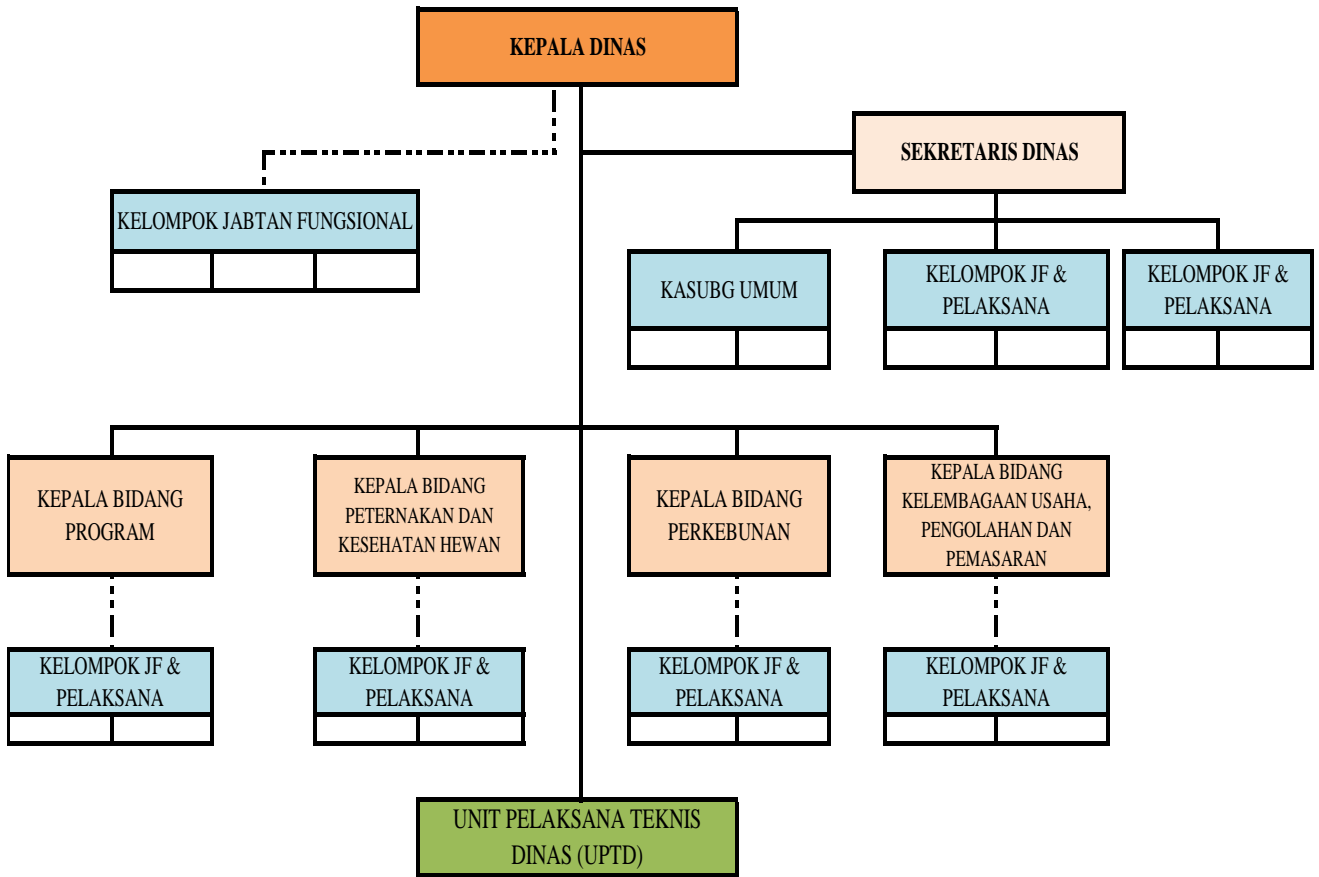 KEPALA DINAS
SEKRETARIS DINAS
KELOMPOK JABTAN FUNGSIONAL
KASUBG UMUM
KELOMPOK JF &
PELAKSANA
KELOMPOK JF &
PELAKSANA
KEPALA BIDANG
PROGRAM
KEPALA BIDANG
PETERNAKAN DAN
KESEHATAN HEWAN
KEPALA BIDANG
PERKEBUNAN
KEPALA BIDANG
KELEMBAGAAN USAHA,
PENGOLAHAN DAN
PEMASARAN
KELOMPOK JF &
PELAKSANA
KELOMPOK JF &
PELAKSANA
KELOMPOK JF &
PELAKSANA
KELOMPOK JF &
PELAKSANA
UNIT PELAKSANA TEKNIS
DINAS (UPTD)